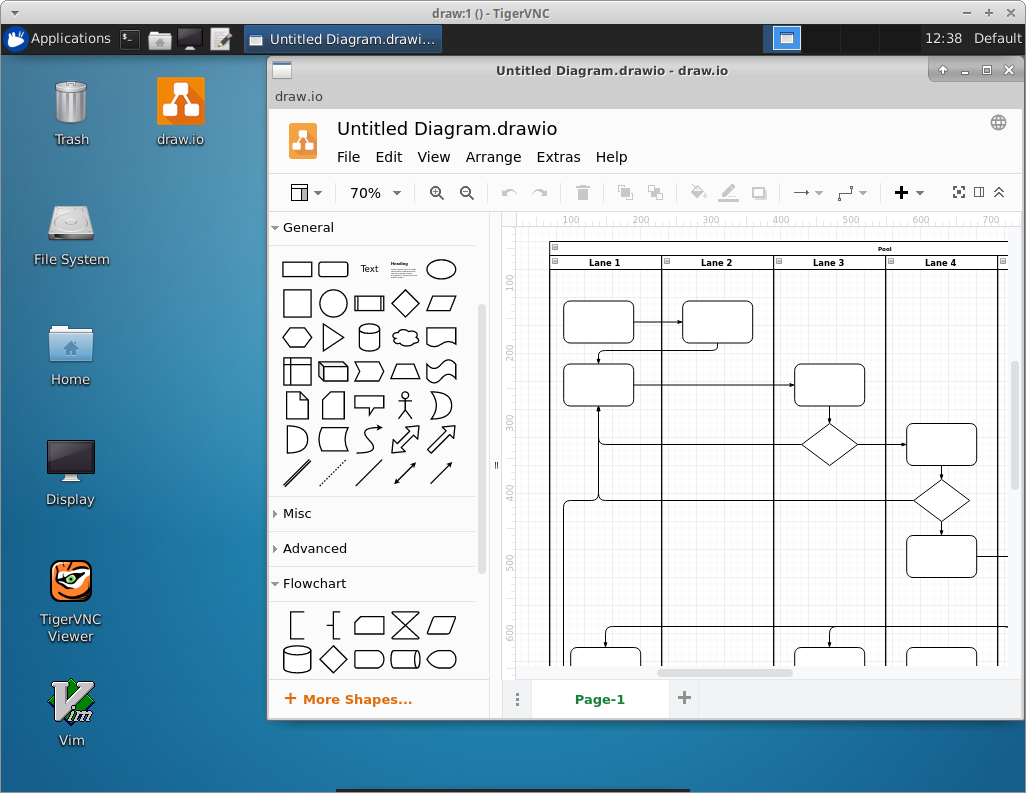 draw:1 () - TigerVNC
Applications
Untitled Diagram.drawi...
12:38 Default
Trash
draw.io
File System
Home
Display
TigerVNC
Viewer
Vim
Untitled Diagram.drawio - draw.io
draw.io
Untitled Diagram.drawio
File Edit View Arrange Extras Help
70%
General
Text
Heading
Misc
Advanced
Flowchart
+ More Shapes...
100 200 300 400 500 600 700
100
200
300
400
500
600
Pool
Lane 1 Lane 2 Lane 3 Lane 4
Page-1